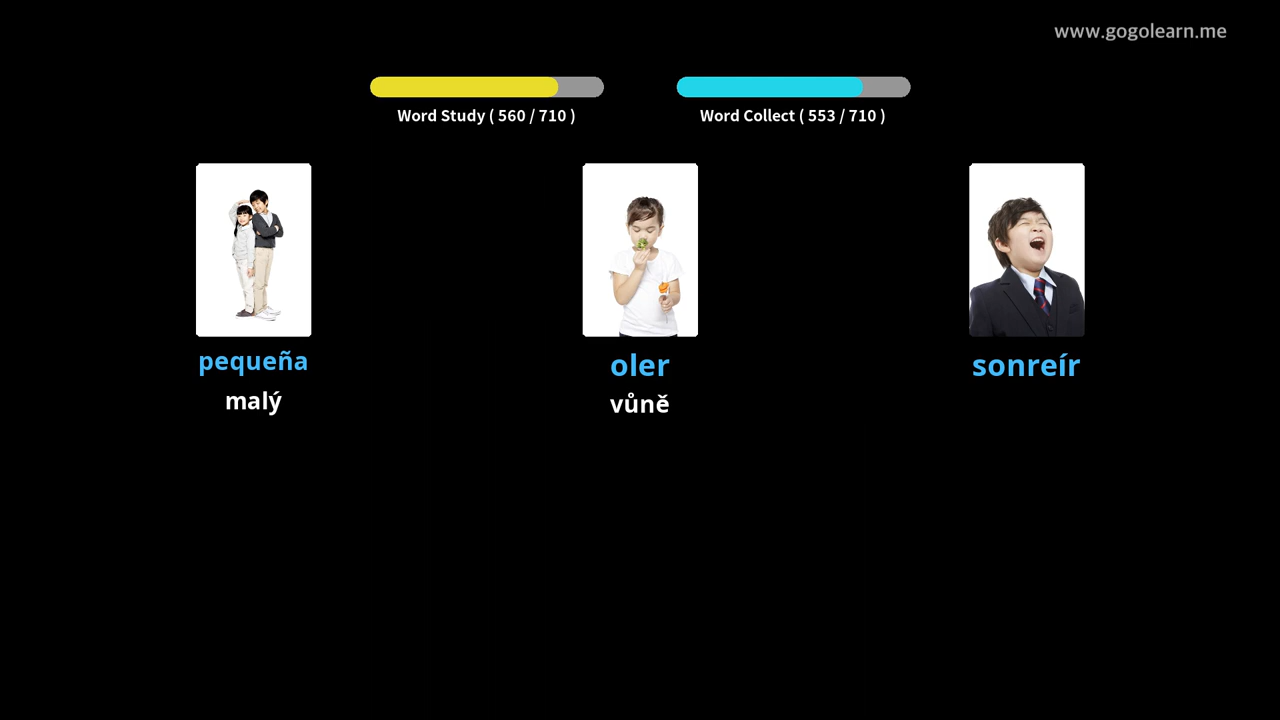 www.gogolearn.me
Word Study ( 560 / 710 )
Word Collect ( 553 / 710 )
pequeña
malý
oler
vůně
sonreír